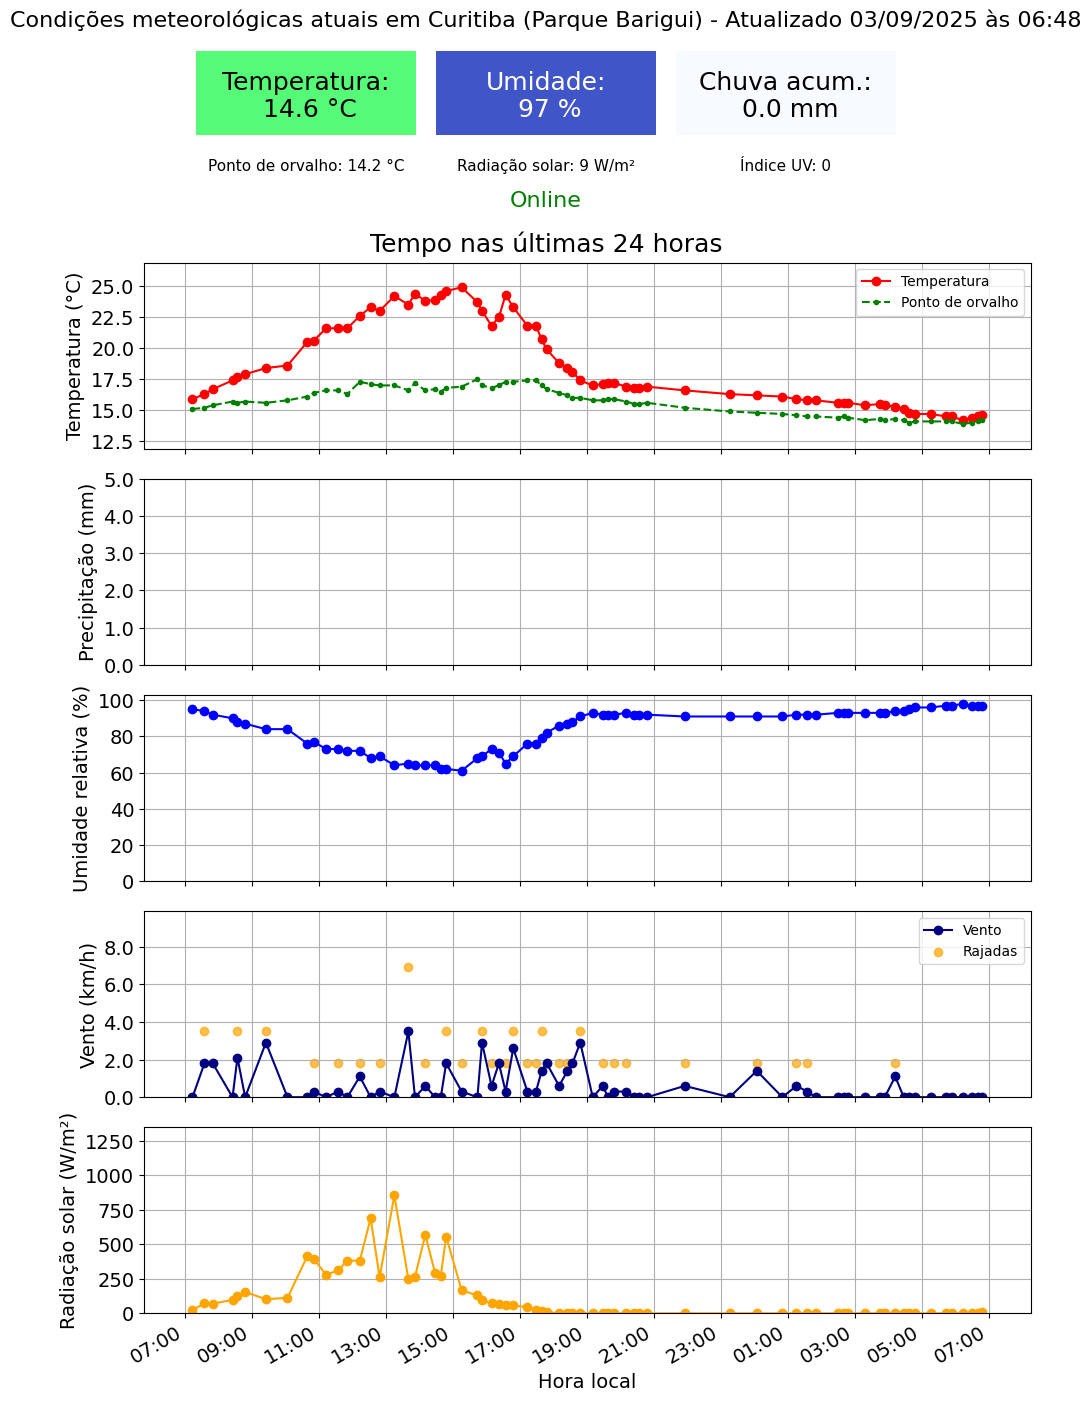 Condições meteorológicas atuais em Curitiba (Parque Barigui) - Atualizado 03/09/2025 às 06:48
Temperatura:
14.6 °C
Umidade:
97 %
Chuva acum.:
0.0 mm
Ponto de orvalho: 14.2 °C
Radiação solar: 9 W/m²
Índice UV: 0
Online
Tempo nas últimas 24 horas
Temperatura (°C)
25.0
22.5
20.0
17.5
15.0
12.5
Temperatura
Ponto de orvalho
Precipitação (mm)
5.0
4.0
3.0
2.0
1.0
0.0
Umidade relativa (%)
100
80
60
40
20
0
Vento (km/h)
8.0
6.0
4.0
2.0
0.0
Vento
Rajadas
Radiação solar (W/m²)
1250
1000
750
500
250
0
07:00
09:00
11:00
13:00
15:00
17:00
19:00
21:00
23:00
01:00
03:00
05:00
07:00
Hora local